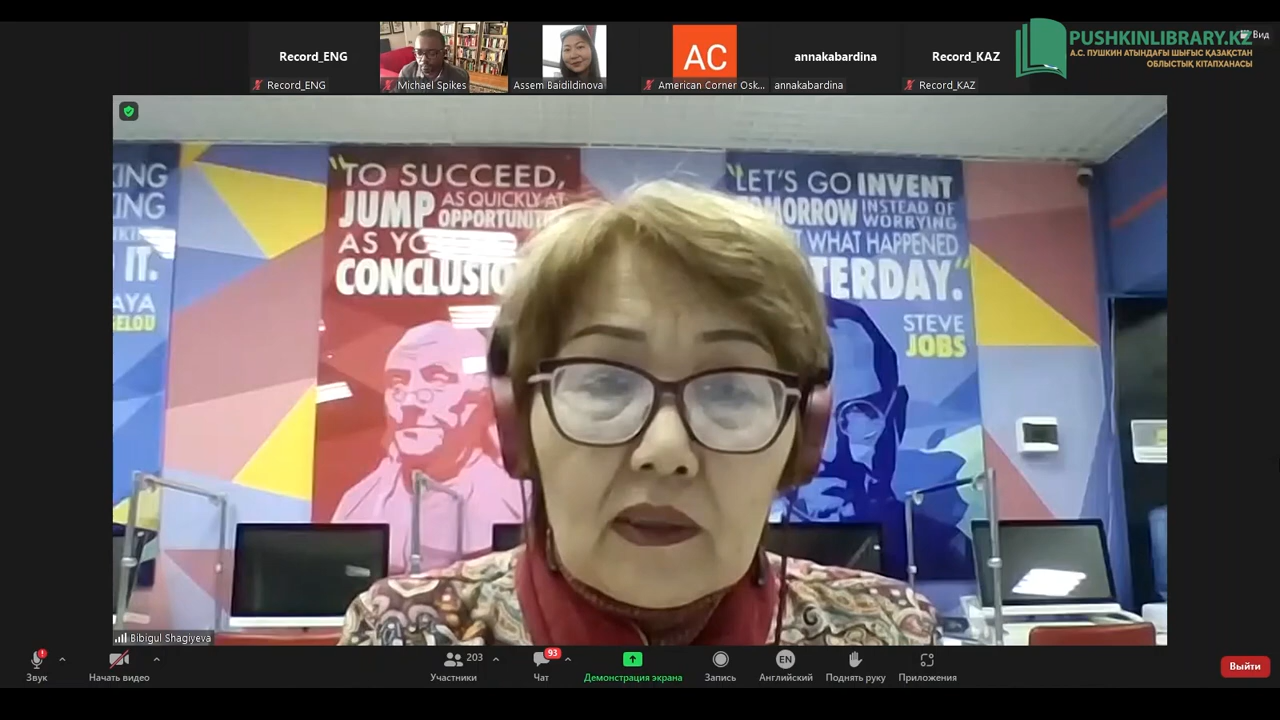 Record_ENG
Record_ENG
Michael Spikes
Assem Baidildinova
AC
American Corner Osk...
annakabardina
annakabardina
Record_KAZ
Record_KAZ
PUSHKINLIBRARY.KZ
А.С. ПУШКИН АТЫНДАҒЫ ШЫҒЫС ҚАЗАҚСТАН
ОБЛЫСТЫҚ КІТАПХАНАСЫ
Вид
KING
KING
IT.
AYA
GELOU
"TO SUCCEED,
JUMP AS QUICKLY AT
OPPORTUNIT
AS YO
CONCLUSIO
"LET'S GO INVENT
TOMORROW INSTEAD OF
WORRYING
T WHAT HAPPENED
TERDAY."
STEVE
JOBS
Bibigul Shagiyeva
Звук
Начать видео
203
Участники
93
Чат
Демонстрация экрана
Запись
EN
Английский
Поднять руку
Приложения
Выйти